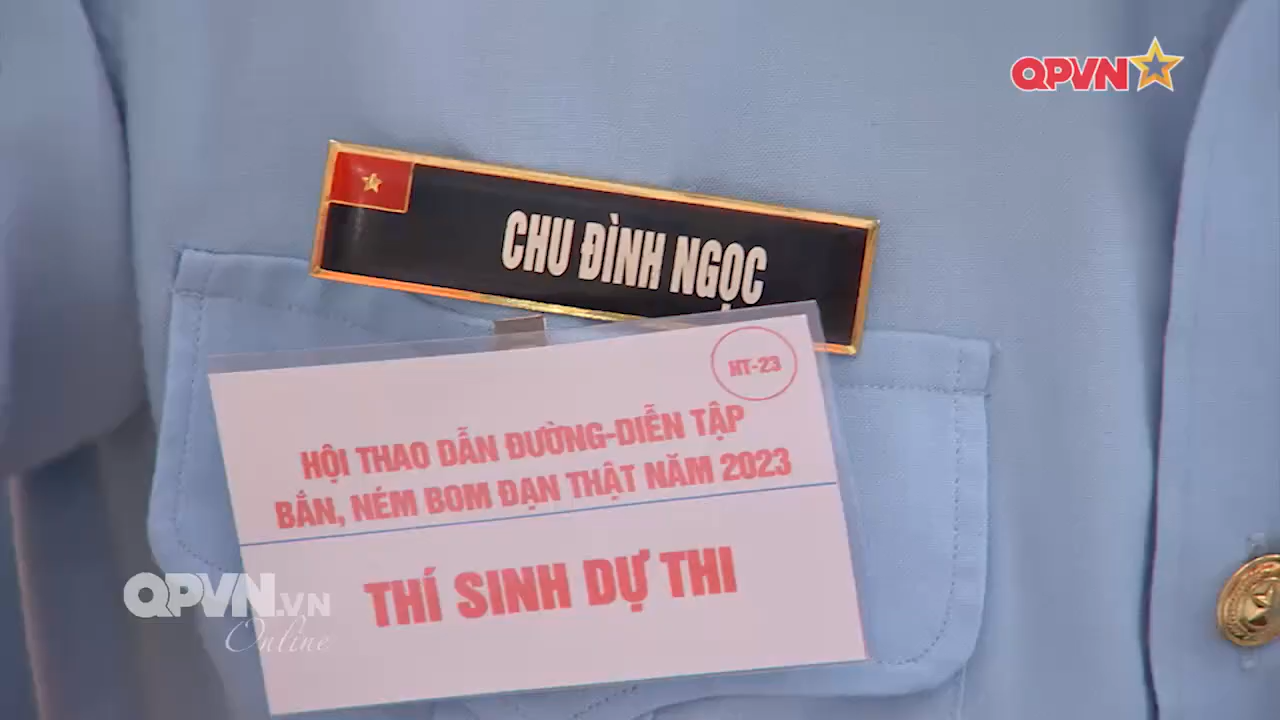 QPVN
CHU ĐÌNH NGỌC
HT-23
HỘI THAO DẪN ĐƯỜNG-DIỄN TẬP
BẮN, NÉM BOM ĐẠN THẬT NĂM 2023
THÍ SINH DỰ THI
QPVN.VN
Online